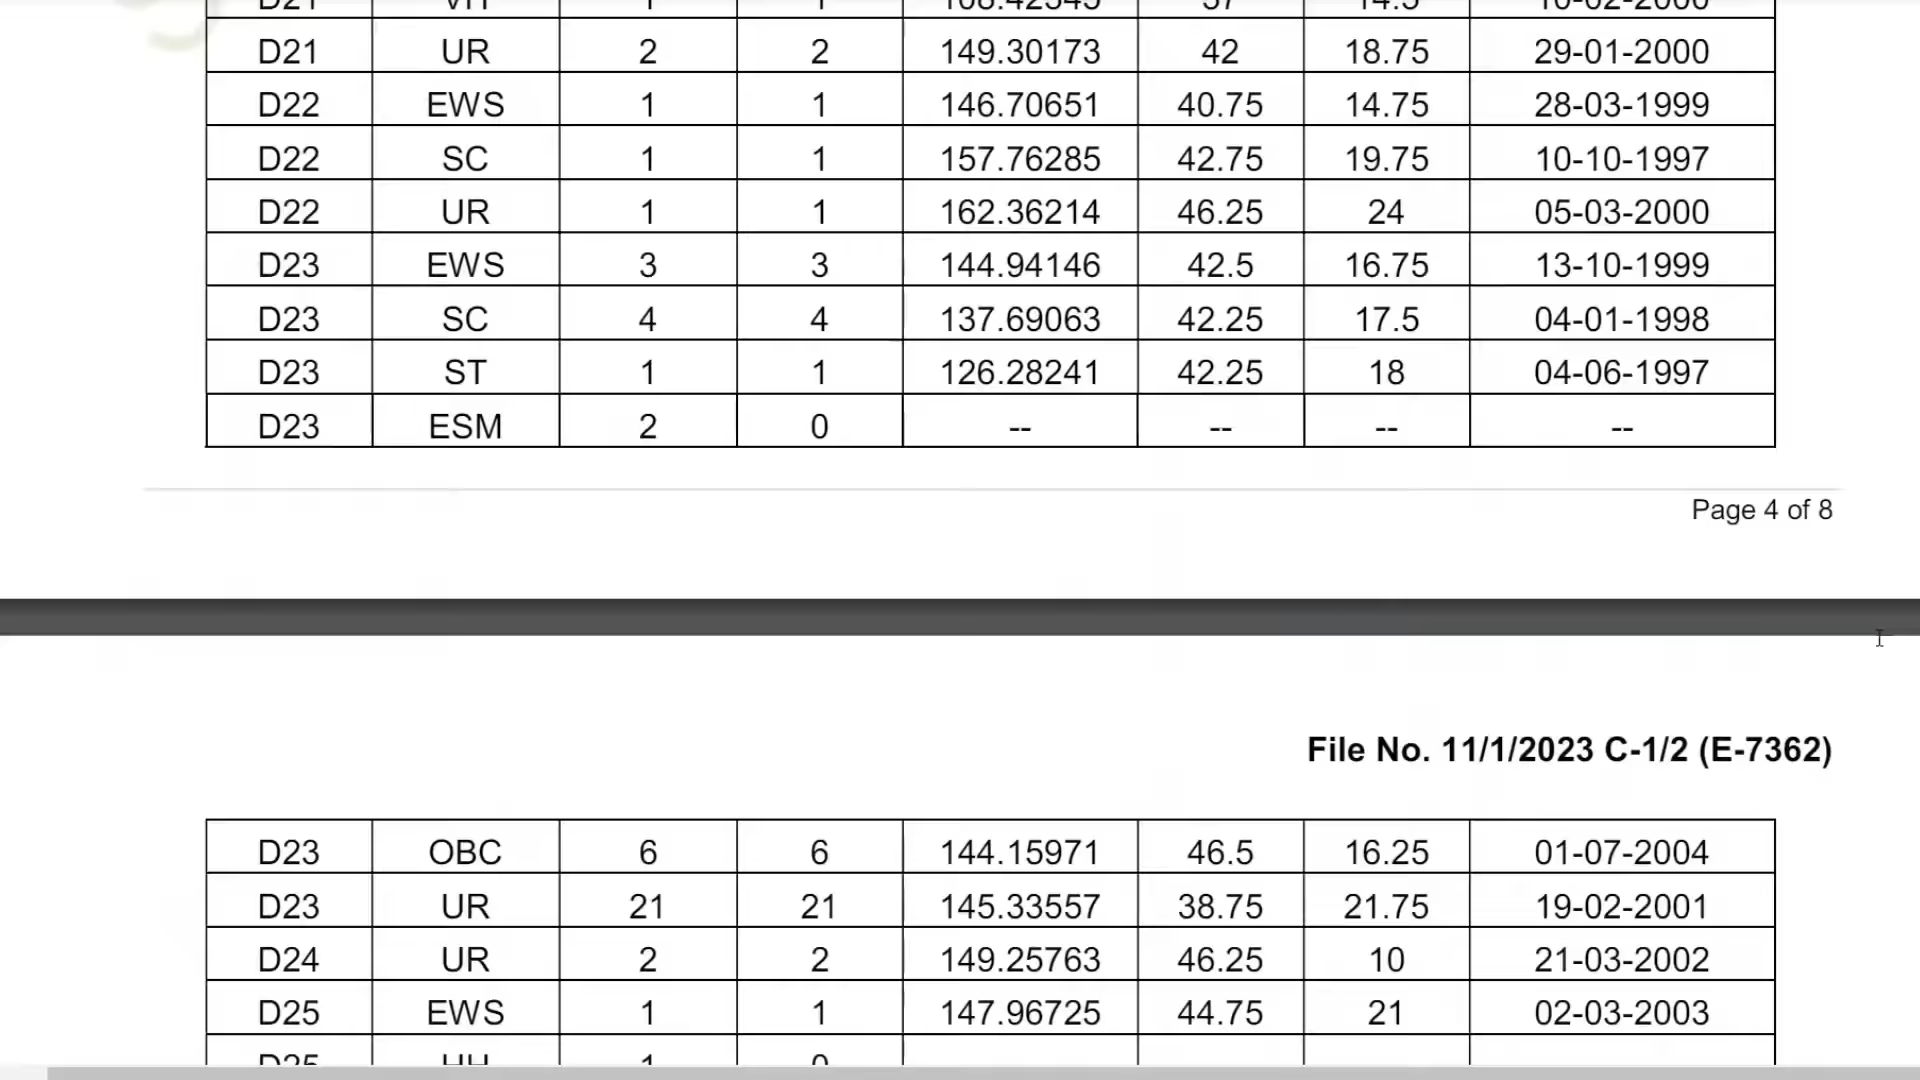 D21 VH 1 1 108.42345 37 14.5 10-02-2000
D21 UR 2 2 149.30173 42 18.75 29-01-2000
D22 EWS 1 1 146.70651 40.75 14.75 28-03-1999
D22 SC 1 1 157.76285 42.75 19.75 10-10-1997
D22 UR 1 1 162.36214 46.25 24 05-03-2000
D23 EWS 3 3 144.94146 42.5 16.75 13-10-1999
D23 SC 4 4 137.69063 42.25 17.5 04-01-1998
D23 ST 1 1 126.28241 42.25 18 04-06-1997
D23 ESM 2 0 -- -- -- --
Page 4 of 8
File No. 11/1/2023 C-1/2 (E-7362)
D23 OBC 6 6 144.15971 46.5 16.25 01-07-2004
D23 UR 21 21 145.33557 38.75 21.75 19-02-2001
D24 UR 2 2 149.25763 46.25 10 21-03-2002
D25 EWS 1 1 147.96725 44.75 21 02-03-2003
D25 HH 1 0